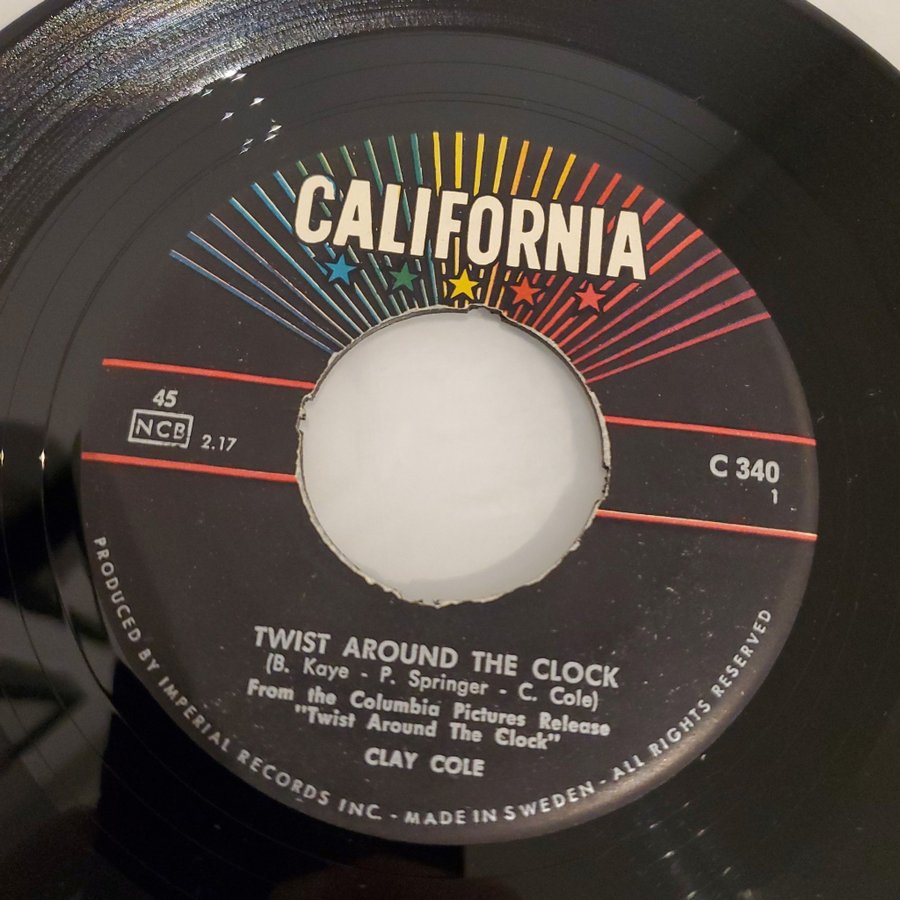 CALIFORNIA
45
NCB 2.17
C 340
1
TWIST AROUND THE CLOCK
(B. Kaye - P. Springer - C. Cole)
From the Columbia Pictures Release
"Twist Around The Clock"
CLAY COLE
PRODUCED BY IMPERIAL RECORDS INC. - MADE IN SWEDEN - ALL RIGHTS RESERVED